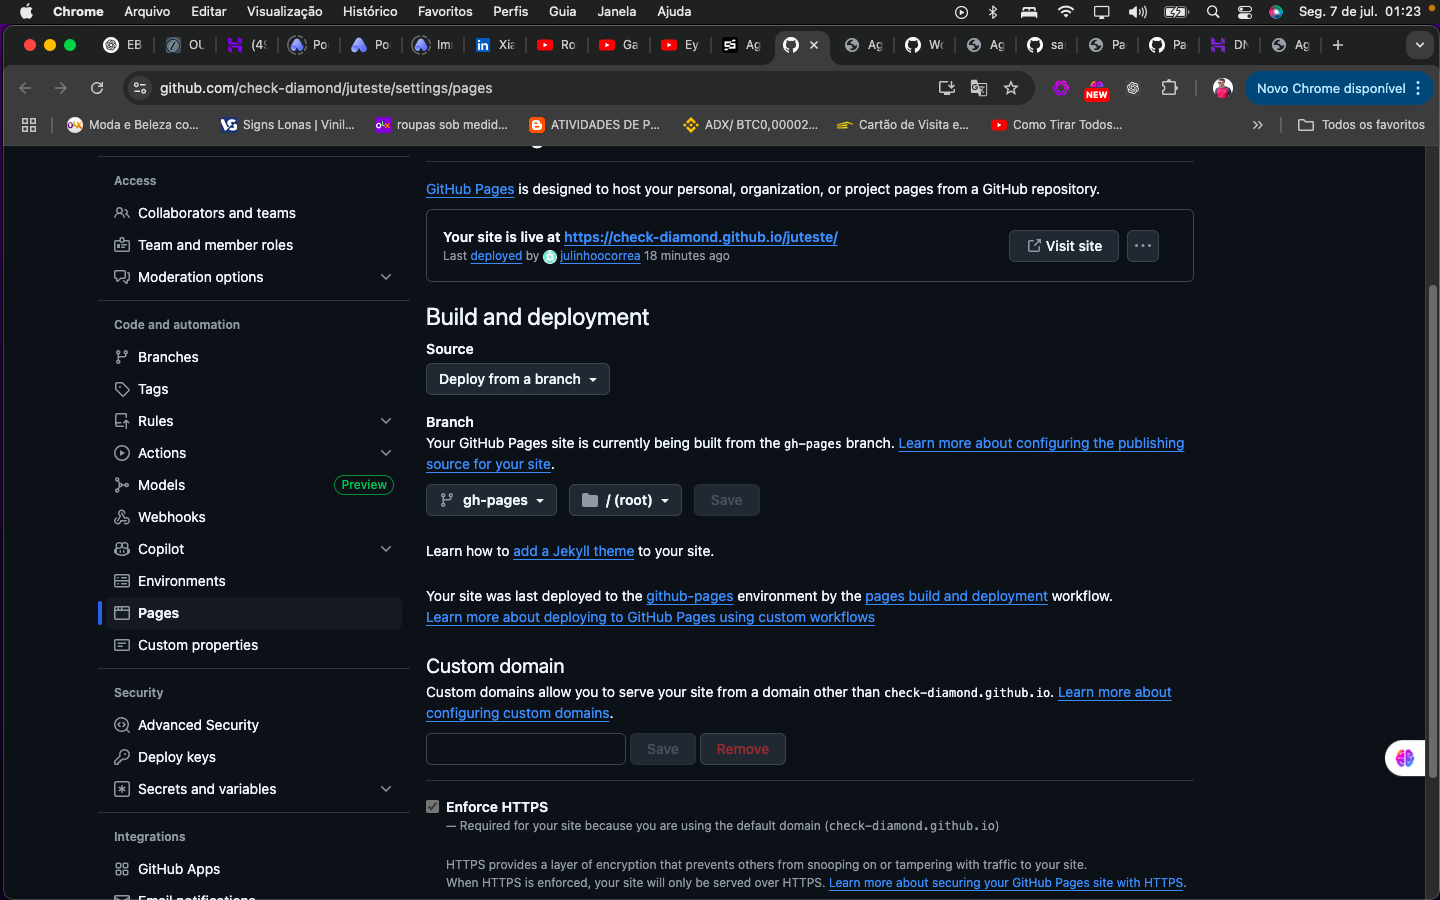 Chrome Arquivo Editar Visualização Histórico Favoritos Perfis Guia Janela Ajuda Seg. 7 de jul. 01:23
EB OU (4 Po Po Im in Xia Ro Ga Ey Ag Ag Wo Ag sa Pa Pa DN Ag
github.com/check-diamond/juteste/settings/pages NEW Novo Chrome disponível
Moda e Beleza co... Signs Lonas | Vinil... roupas sob medid... ATIVIDADES DE P... ADX/ BTC0,00002... Cartão de Visita e... Como Tirar Todos... Todos os favoritos
Access
Collaborators and teams
Team and member roles
Moderation options
Code and automation
Branches
Tags
Rules
Actions
Models Preview
Webhooks
Copilot
Environments
Pages
Custom properties
Security
Advanced Security
Deploy keys
Secrets and variables
Integrations
GitHub Apps
Email notifications
GitHub Pages is designed to host your personal, organization, or project pages from a GitHub repository.
Your site is live at https://check-diamond.github.io/juteste/
Last deployed by julinhoocorrea 18 minutes ago
Visit site
Build and deployment
Source
Deploy from a branch
Branch
Your GitHub Pages site is currently being built from the gh-pages branch. Learn more about configuring the publishing
source for your site.
gh-pages / (root) Save
Learn how to add a Jekyll theme to your site.
Your site was last deployed to the github-pages environment by the pages build and deployment workflow.
Learn more about deploying to GitHub Pages using custom workflows
Custom domain
Custom domains allow you to serve your site from a domain other than check-diamond.github.io. Learn more about
configuring custom domains.
Save Remove
Enforce HTTPS
— Required for your site because you are using the default domain (check-diamond.github.io)
HTTPS provides a layer of encryption that prevents others from snooping on or tampering with traffic to your site.
When HTTPS is enforced, your site will only be served over HTTPS. Learn more about securing your GitHub Pages site with HTTPS.